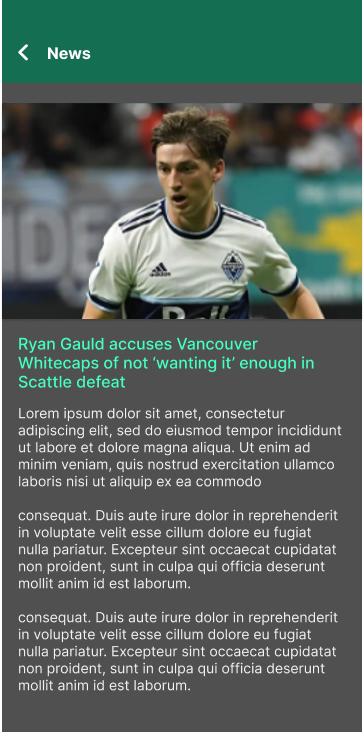 News
adidas
Bell
Ryan Gauld accuses Vancouver
Whitecaps of not ‘wanting it’ enough in
Scattle defeat
Lorem ipsum dolor sit amet, consectetur
adipiscing elit, sed do eiusmod tempor incididunt
ut labore et dolore magna aliqua. Ut enim ad
minim veniam, quis nostrud exercitation ullamco
laboris nisi ut aliquip ex ea commodo
consequat. Duis aute irure dolor in reprehenderit
in voluptate velit esse cillum dolore eu fugiat
nulla pariatur. Excepteur sint occaecat cupidatat
non proident, sunt in culpa qui officia deserunt
mollit anim id est laborum.
consequat. Duis aute irure dolor in reprehenderit
in voluptate velit esse cillum dolore eu fugiat
nulla pariatur. Excepteur sint occaecat cupidatat
non proident, sunt in culpa qui officia deserunt
mollit anim id est laborum.